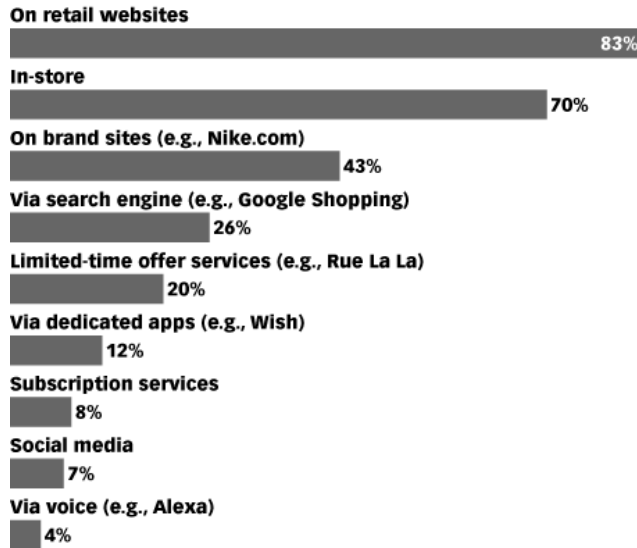 On retail websites
83%
In-store
70%
On brand sites (e.g., Nike.com)
43%
Via search engine (e.g., Google Shopping)
26%
Limited-time offer services (e.g., Rue La La)
20%
Via dedicated apps (e.g., Wish)
12%
Subscription services
8%
Social media
7%
Via voice (e.g., Alexa)
4%